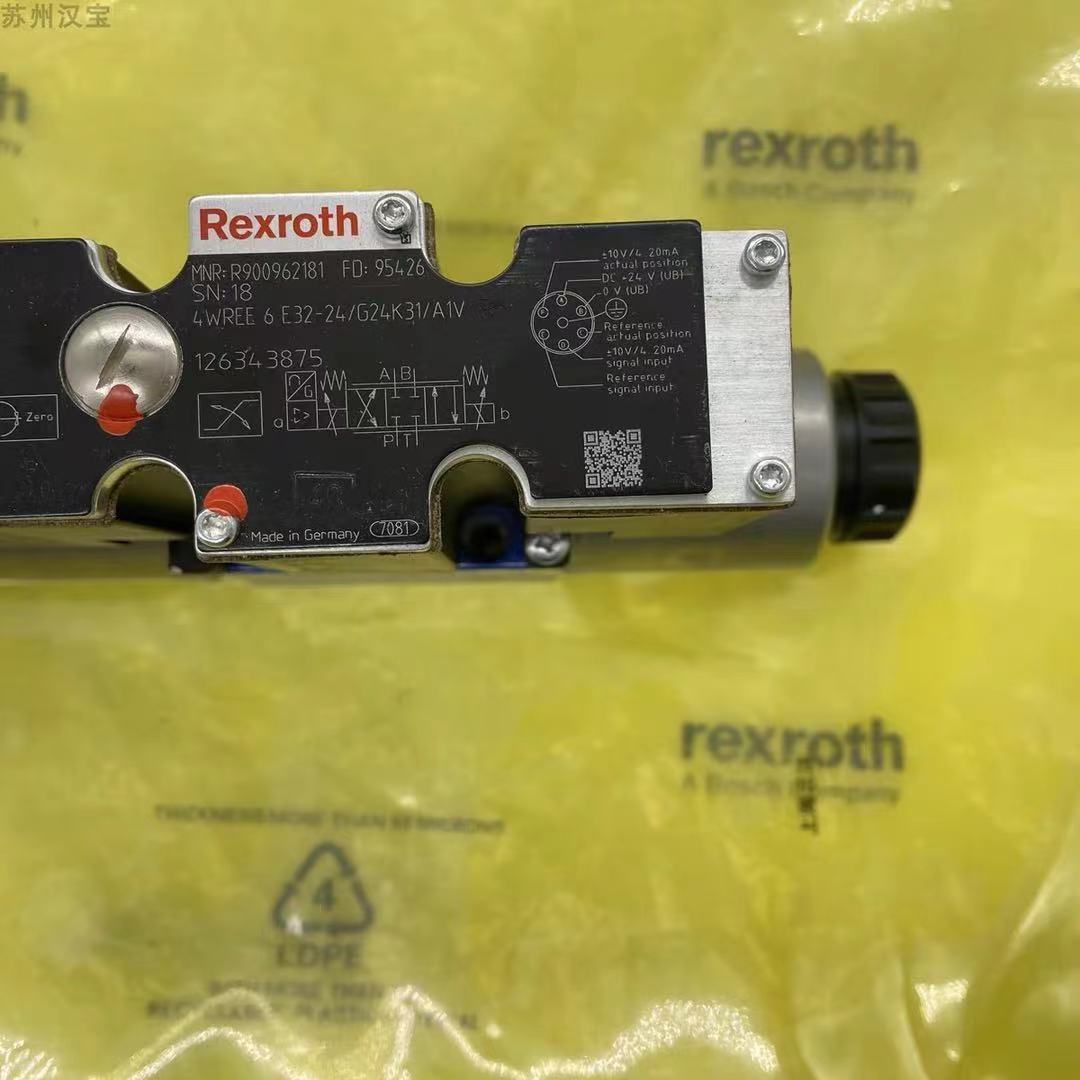 苏州汉宝
h
rexroth
A Bosch Company
Rexroth
MNR: R900962181 FD: 95426
SN: 18
4WREE 6 E32-24/G24K31/A1V
126343875
Zero
a
A B
b
P T
±10V/4..20mA
actual position
DC +24 V (UB)
0 V (UB)
Reference
actual position
±10V/4..20mA
signal input
Reference
signal input
A
B
C
D
E
F
Made in Germany
7081
rexroth
A Bosch Company
4
LDPE